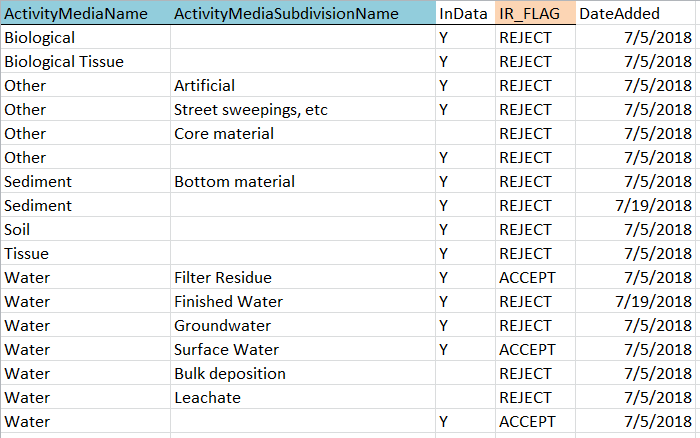 ActivityMediaName ActivityMediaSubdivisionName InData IR_FLAG DateAdded
Biological Y REJECT 7/5/2018
Biological Tissue Y REJECT 7/5/2018
Other Artificial Y REJECT 7/5/2018
Other Street sweepings, etc Y REJECT 7/5/2018
Other Core material REJECT 7/5/2018
Other Y REJECT 7/5/2018
Sediment Bottom material Y REJECT 7/5/2018
Sediment Y REJECT 7/19/2018
Soil Y REJECT 7/5/2018
Tissue Y REJECT 7/5/2018
Water Filter Residue Y ACCEPT 7/5/2018
Water Finished Water Y REJECT 7/19/2018
Water Groundwater Y REJECT 7/5/2018
Water Surface Water Y ACCEPT 7/5/2018
Water Bulk deposition REJECT 7/5/2018
Water Leachate REJECT 7/5/2018
Water Y ACCEPT 7/5/2018